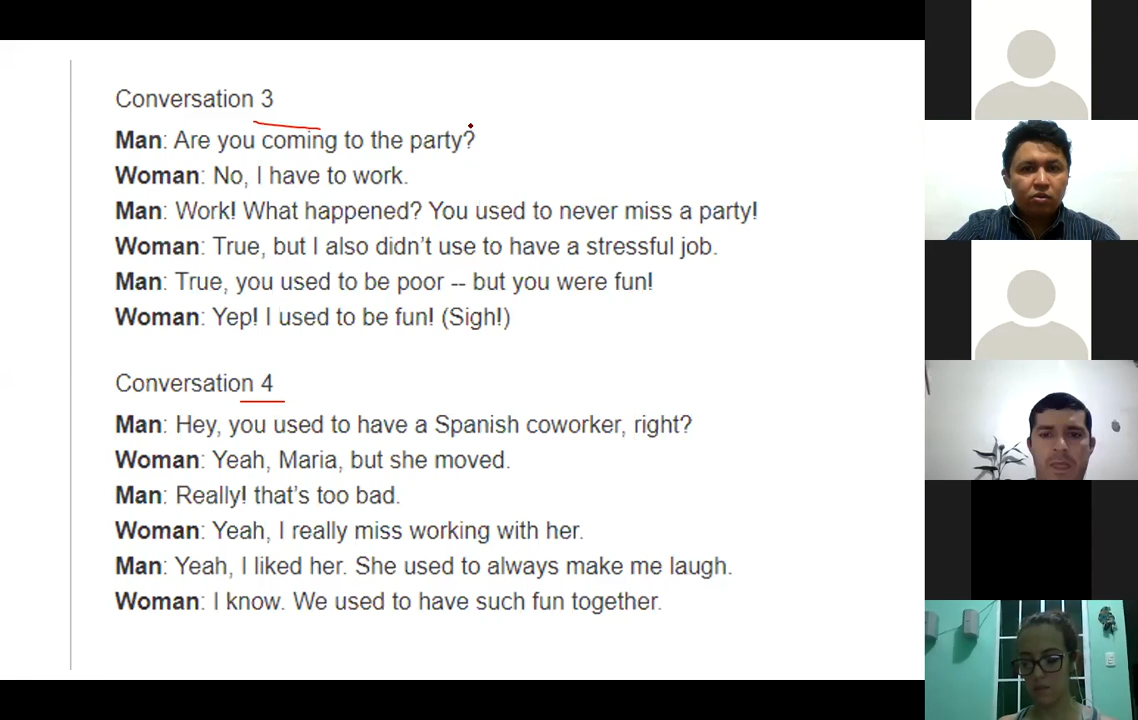 Conversation 3
Man: Are you coming to the party?
Woman: No, I have to work.
Man: Work! What happened? You used to never miss a party!
Woman: True, but I also didn't use to have a stressful job.
Man: True, you used to be poor -- but you were fun!
Woman: Yep! I used to be fun! (Sigh!)
Conversation 4
Man: Hey, you used to have a Spanish coworker, right?
Woman: Yeah, Maria, but she moved.
Man: Really! that's too bad.
Woman: Yeah, I really miss working with her.
Man: Yeah, I liked her. She used to always make me laugh.
Woman: I know. We used to have such fun together.